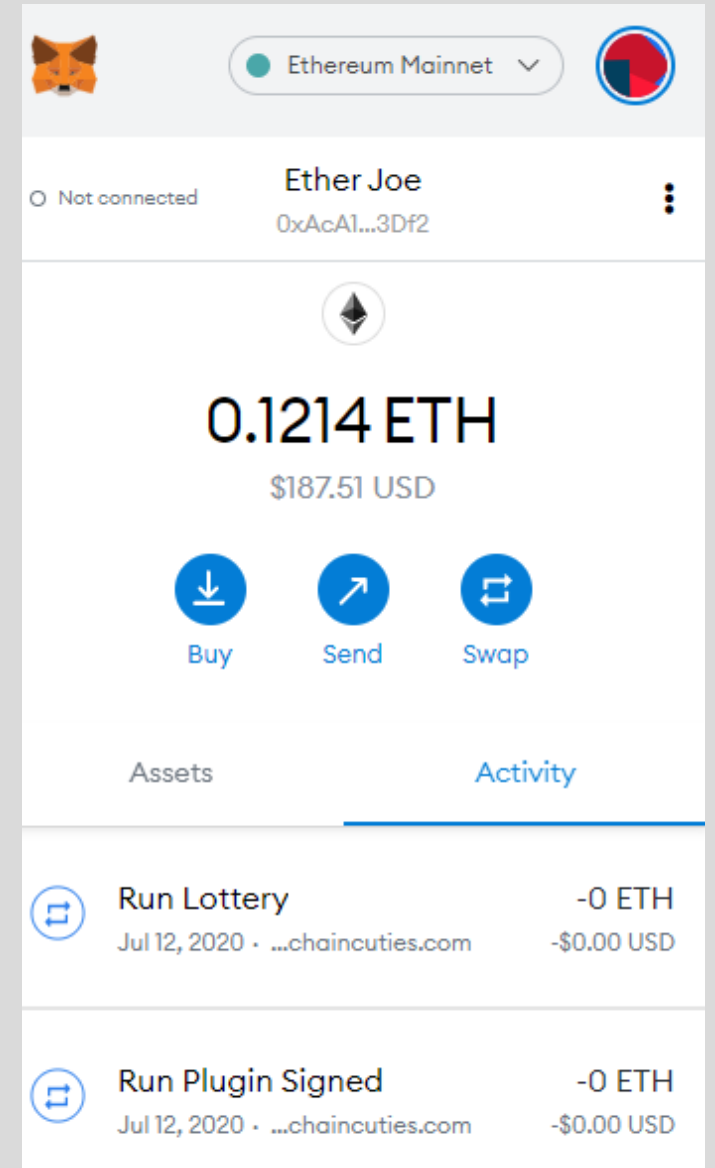 Ethereum Mainnet
Not connected
Ether Joe
0xAcA1...3Df2
0.1214 ETH
$187.51 USD
Buy Send Swap
Assets Activity
Run Lottery -0 ETH
Jul 12, 2020 · ...chaincuties.com -$0.00 USD
Run Plugin Signed -0 ETH
Jul 12, 2020 · ...chaincuties.com -$0.00 USD